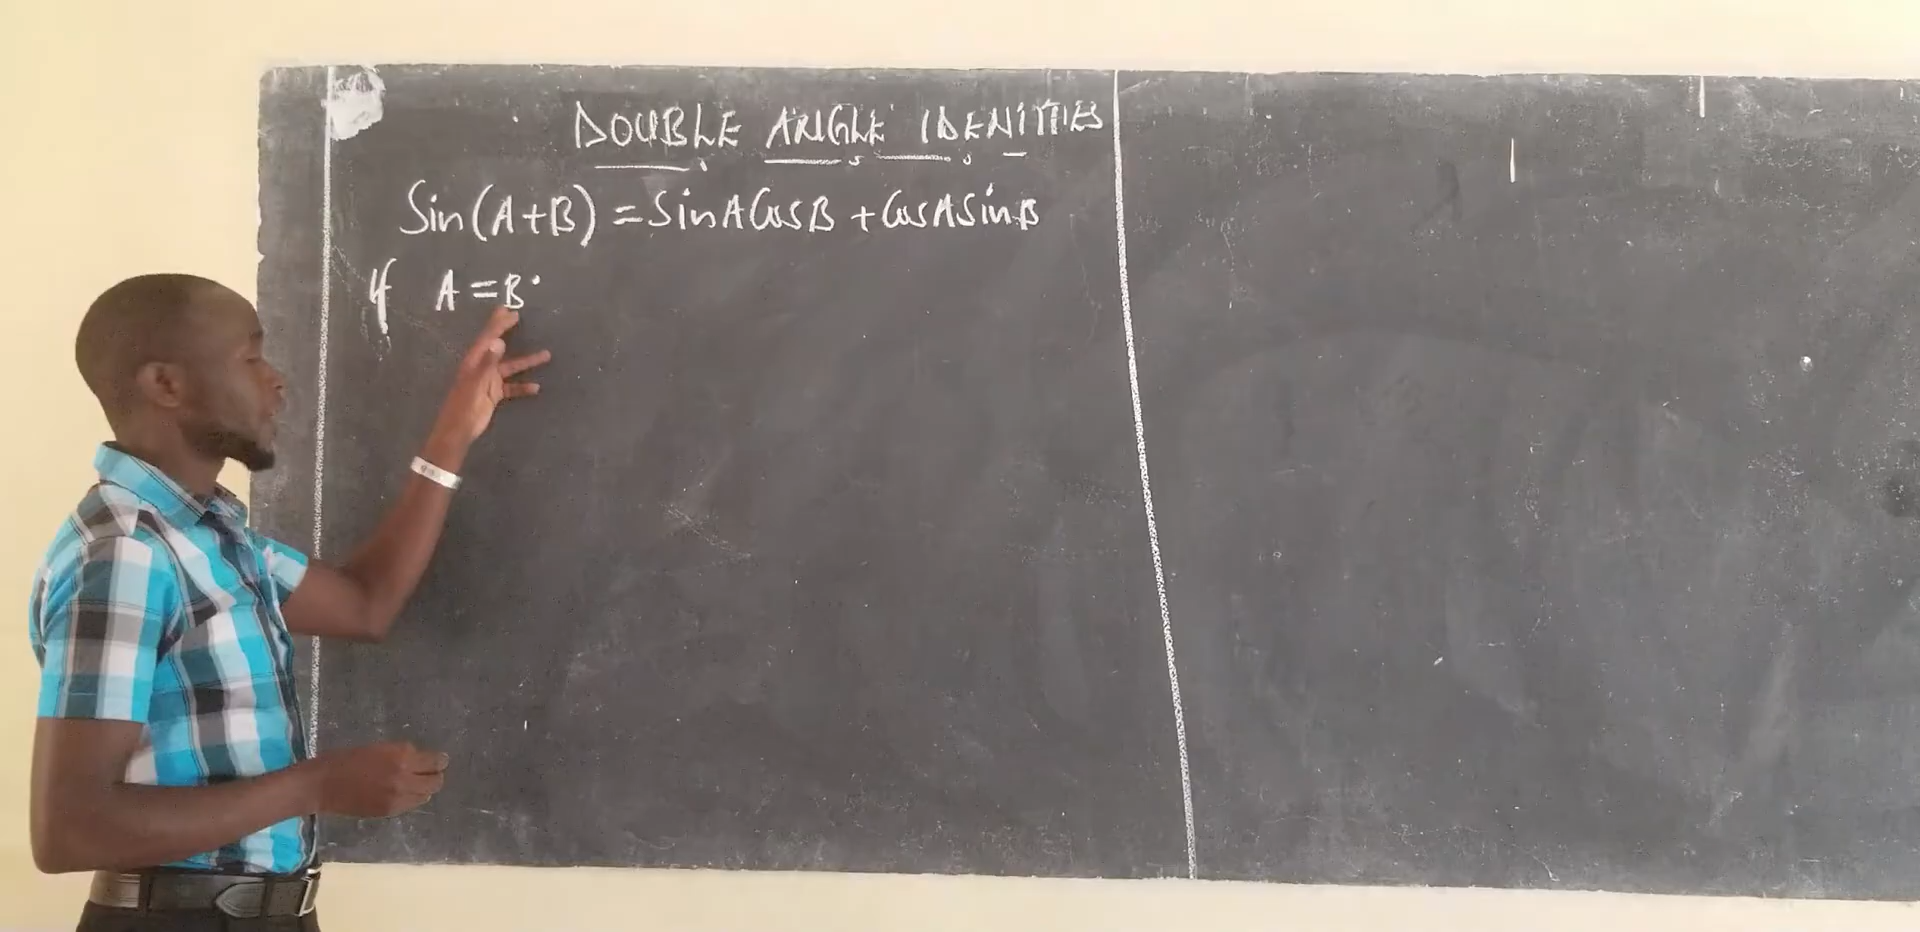 DOUBLE ANGLE IDENITIES
Sin(A+B) = SinACosB + CosASinB
If A = B